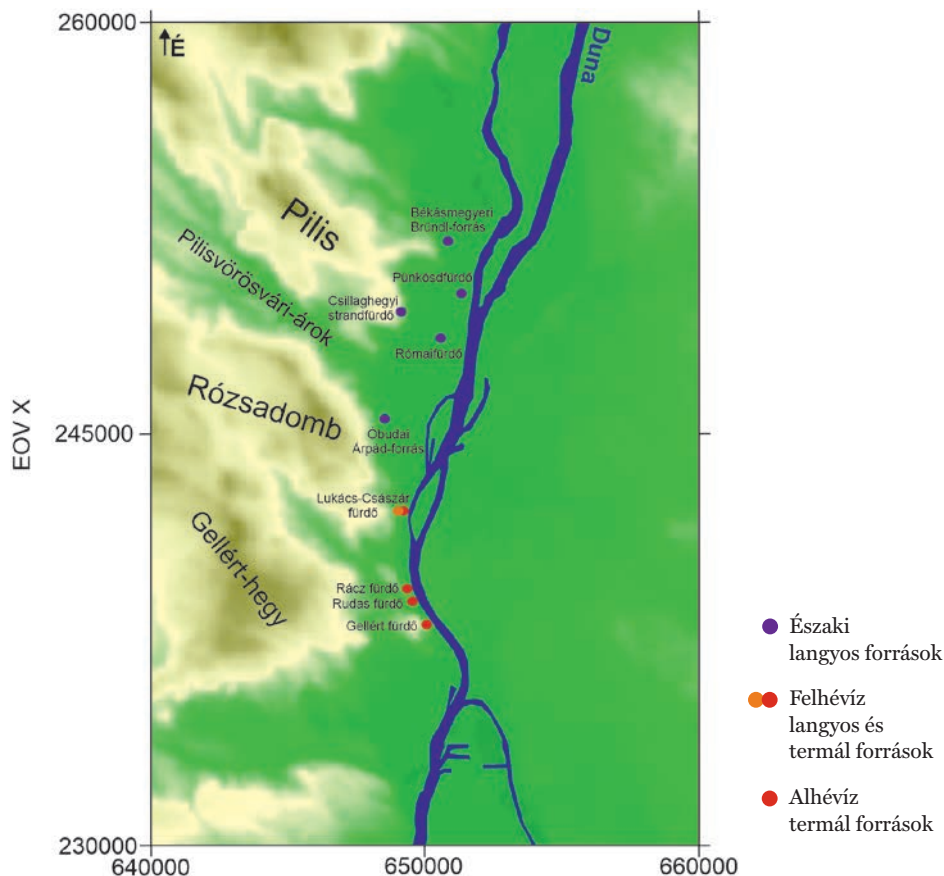 260000
É
Duna
Pilis
Békásmegyeri
Bründl-forrás
Pilisvörösvári-árok
Pünkösdfürdő
Csillaghegyi
strandfürdő
Rómaifürdő
Rózsadomb
EOV X
245000
Óbudai
Árpád-forrás
Lukács-Császár
fürdő
Gellért-hegy
Rácz fürdő
Rudas fürdő
Gellért fürdő
Északi
langyos források
Felhévíz
langyos és
termál források
Alhévíz
termál források
230000
640000
650000
660000